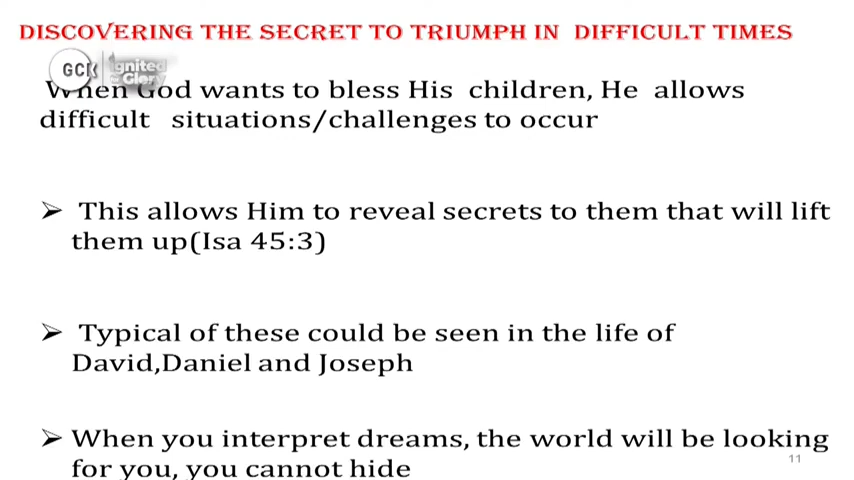 DISCOVERING THE SECRET TO TRIUMPH IN DIFFICULT TIMES
GCK Ignited for Glory
When God wants to bless His children, He allows
difficult situations/challenges to occur
➢ This allows Him to reveal secrets to them that will lift
them up(Isa 45:3)
➢ Typical of these could be seen in the life of
David,Daniel and Joseph
➢ When you interpret dreams, the world will be looking
for you, you cannot hide
11